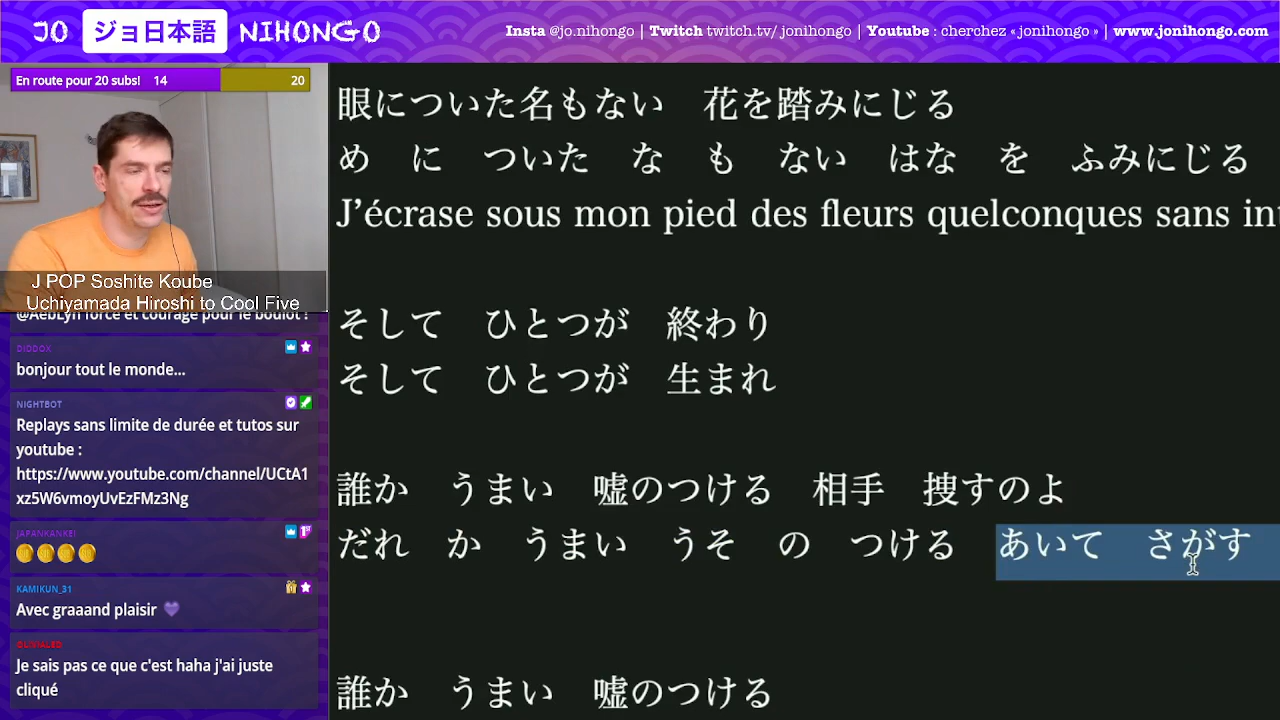 JO ジョ日本語 NIHONGO
Insta @jo.nihongo | Twitch twitch.tv/jonihongo | Youtube : cherchez « jonihongo » | www.jonihongo.com
En route pour 20 subs! 14 20
J POP Soshite Koube
Uchiyamada Hiroshi to Cool Five
@AebLyn force et courage pour le boulot !
DIDDOX
bonjour tout le monde...
NIGHTBOT
Replays sans limite de durée et tutos sur
youtube :
https://www.youtube.com/channel/UCtA1
xz5W6vmoyUvEzFMz3Ng
JAPANKANKEI
KAMIKUN_31
Avec graaand plaisir
Je sais pas ce que c'est haha j'ai juste
cliqué
眼についた名もない 花を踏みにじる
め に ついた な も ない はな を ふみにじる
J'écrase sous mon pied des fleurs quelconques sans in
そして ひとつが 終わり
そして ひとつが 生まれ
誰か うまい 嘘のつける 相手 捜すのよ
だれ か うまい うそ の つける あいて さがす
誰か うまい 嘘のつける